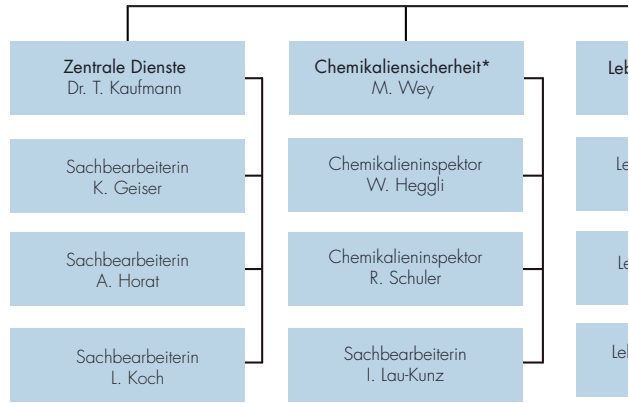 Zentrale Dienste
Dr. T. Kaufmann
Sachbearbeiterin
K. Geiser
Sachbearbeiterin
A. Horat
Sachbearbeiterin
L. Koch
Chemikaliensicherheit*
M. Wey
Chemikalieninspektor
W. Heggli
Chemikalieninspektor
R. Schuler
Sachbearbeiterin
I. Lau-Kunz